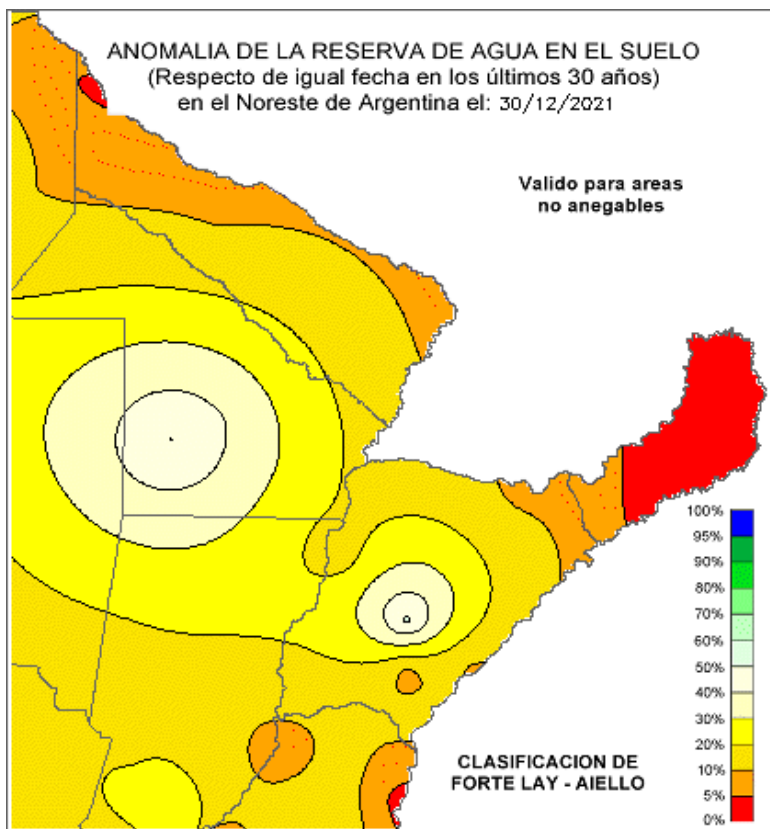 ANOMALIA DE LA RESERVA DE AGUA EN EL SUELO
(Respecto de igual fecha en los últimos 30 años)
en el Noreste de Argentina el: 30/12/2021
Valido para areas
no anegables
100%
95%
90%
80%
70%
60%
50%
40%
30%
20%
10%
5%
0%
CLASIFICACION DE
FORTE LAY - AIELLO